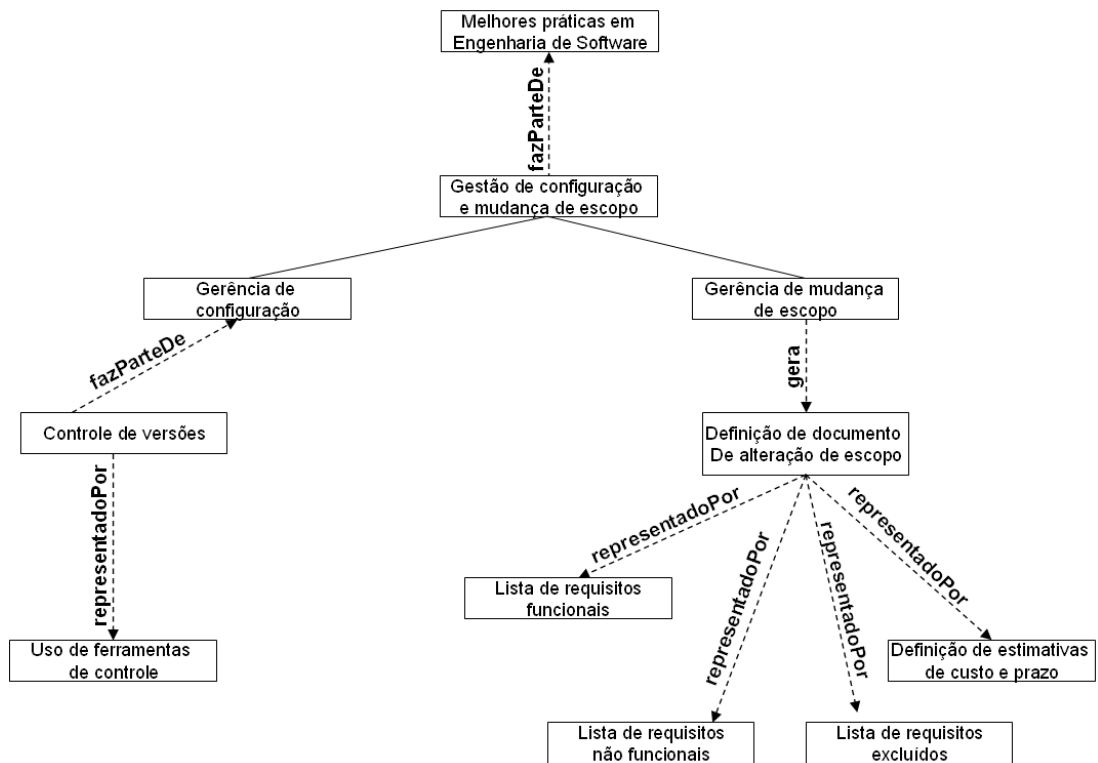 Melhores práticas em
Engenharia de Software
fazParteDe
Gestão de configuração
e mudança de escopo
Gerência de
configuração
Gerência de mudança
de escopo
fazParteDe
gera
Controle de versões
Definição de documento
De alteração de escopo
representadoPor
representadoPor
representadoPor
representadoPor
representadoPor
Lista de requisitos
funcionais
Uso de ferramentas
de controle
Definição de estimativas
de custo e prazo
Lista de requisitos
não funcionais
Lista de requisitos
excluídos